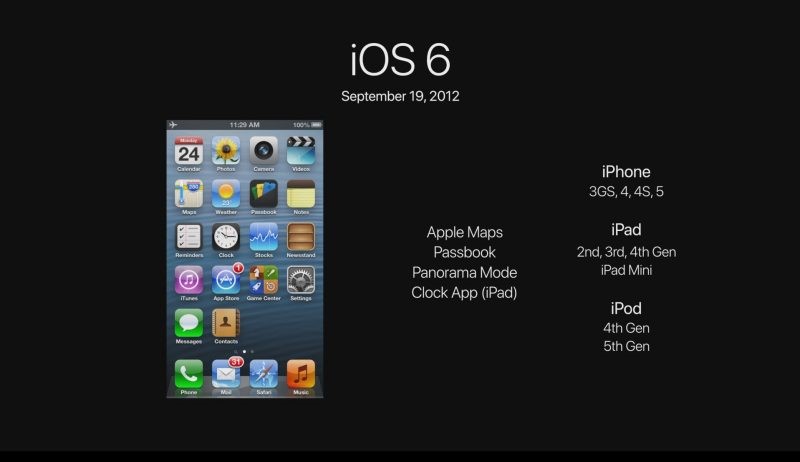 iOS 6
September 19, 2012
11:29 AM
100%
Monday
24
Calendar
Photos
Camera
Videos
280
Maps
23°
Weather
Passbook
Notes
Reminders
Clock
Stocks
Newsstand
iTunes
1
App Store
Game Center
Settings
Messages
Contacts
Phone
31
Mail
Safari
Music
Apple Maps
Passbook
Panorama Mode
Clock App (iPad)
iPhone
3GS, 4, 4S, 5
iPad
2nd, 3rd, 4th Gen
iPad Mini
iPod
4th Gen
5th Gen